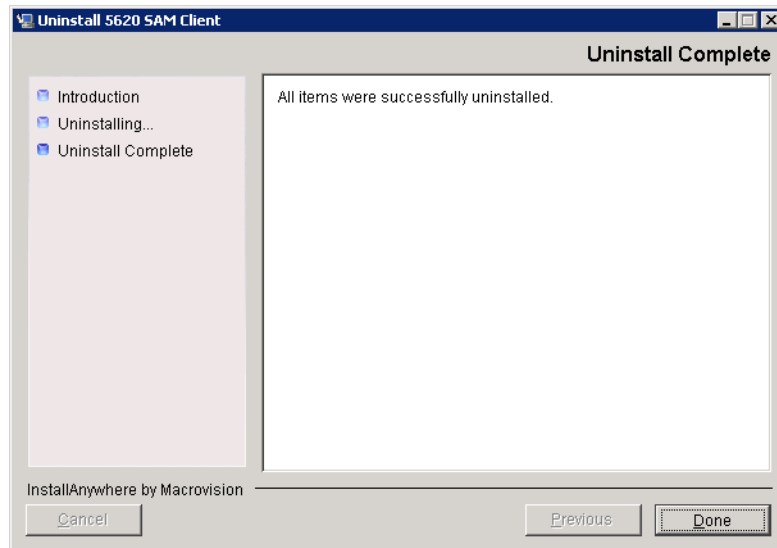 Uninstall 5620 SAM Client
Uninstall Complete
Introduction
Uninstalling...
Uninstall Complete
All items were successfully uninstalled.
InstallAnywhere by Macrovision
Cancel
Previous
Done